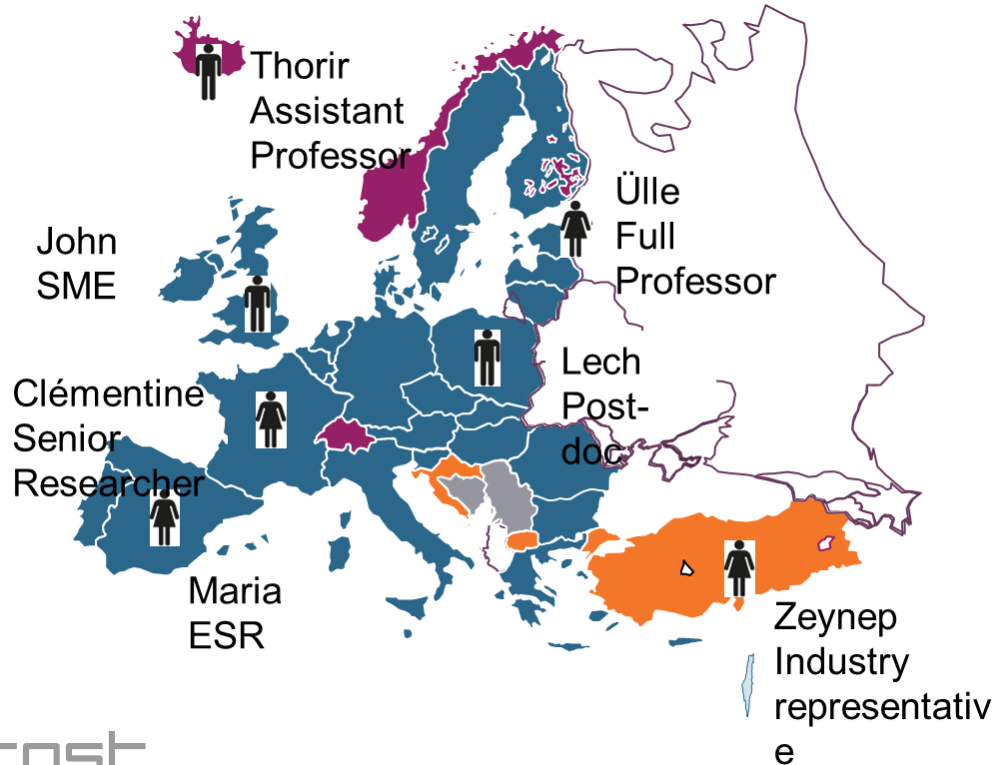 Thorir
Assistant
Professor
Ülle
Full
Professor
John
SME
Lech
Post-
doc
Clémentine
Senior
Researcher
Maria
ESR
Zeynep
Industry
representativ
e